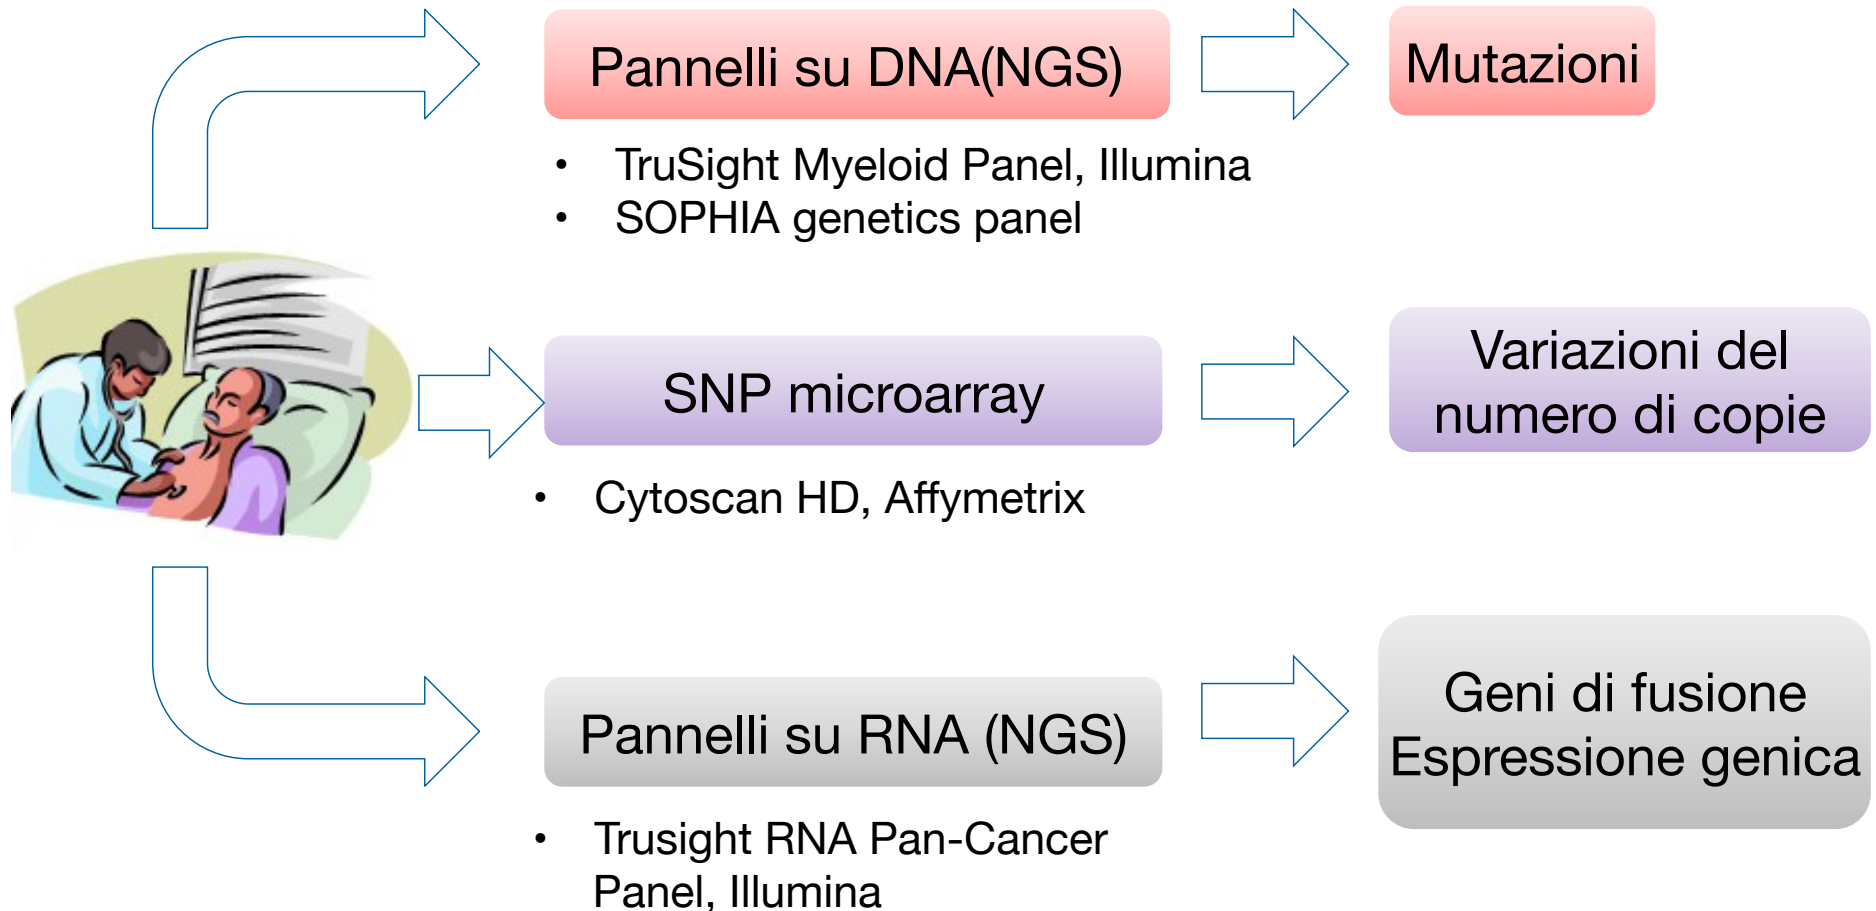 Pannelli su DNA(NGS)
Mutazioni
• TruSight Myeloid Panel, Illumina
• SOPHIA genetics panel
SNP microarray
Variazioni del
numero di copie
• Cytoscan HD, Affymetrix
Pannelli su RNA (NGS)
Geni di fusione
Espressione genica
• Trusight RNA Pan-Cancer
Panel, Illumina